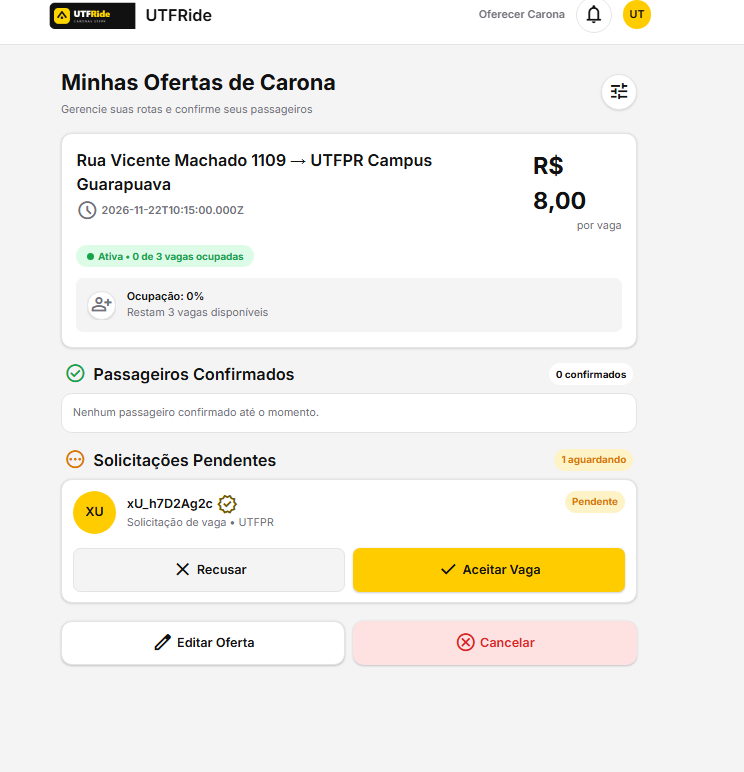 UTFRide
CARONAS UTFPR
UTFRide
Oferecer Carona
UT
Minhas Ofertas de Carona
Gerencie suas rotas e confirme seus passageiros
Rua Vicente Machado 1109 → UTFPR Campus
Guarapuava
R$
8,00
2026-11-22T10:15:00.000Z
por vaga
Ativa • 0 de 3 vagas ocupadas
Ocupação: 0%
Restam 3 vagas disponíveis
Passageiros Confirmados
0 confirmados
Nenhum passageiro confirmado até o momento.
Solicitações Pendentes
1 aguardando
XU
xU_h7D2Ag2c
Pendente
Solicitação de vaga • UTFPR
Recusar
Aceitar Vaga
Editar Oferta
Cancelar